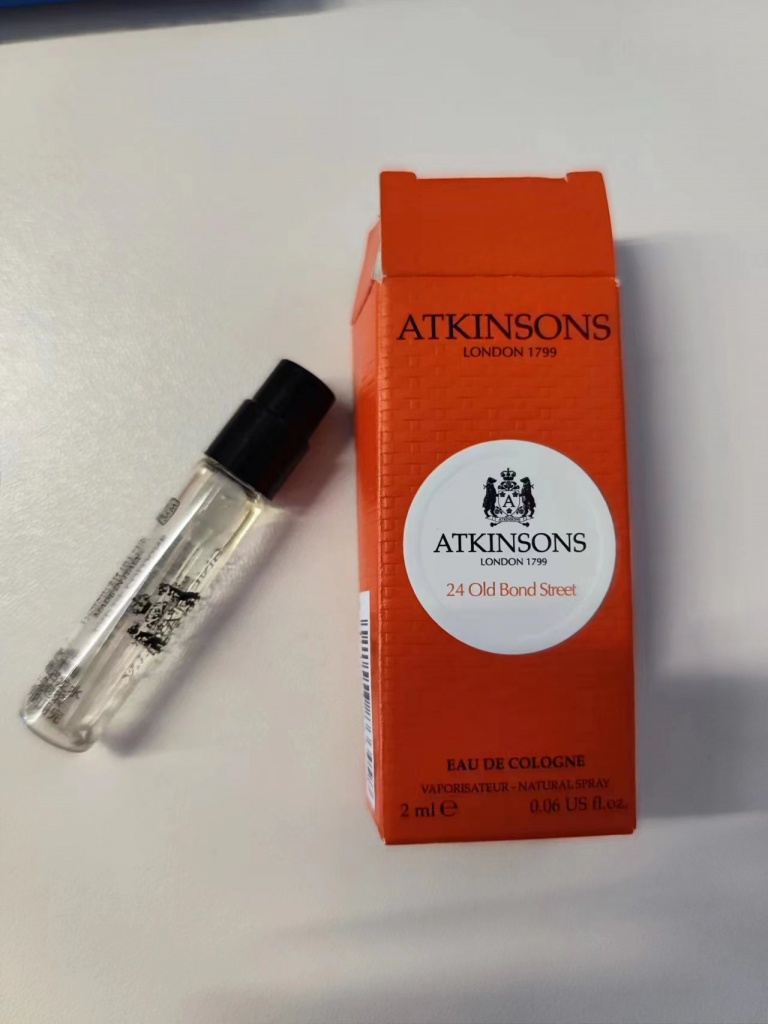 ATKINSONS
LONDON 1799
A
ATKINSONS
LONDON 1799
24 Old Bond Street
EAU DE COLOGNE
VAPORISATEUR - NATURAL SPRAY
2 ml ℮
0.06 US fl.oz.